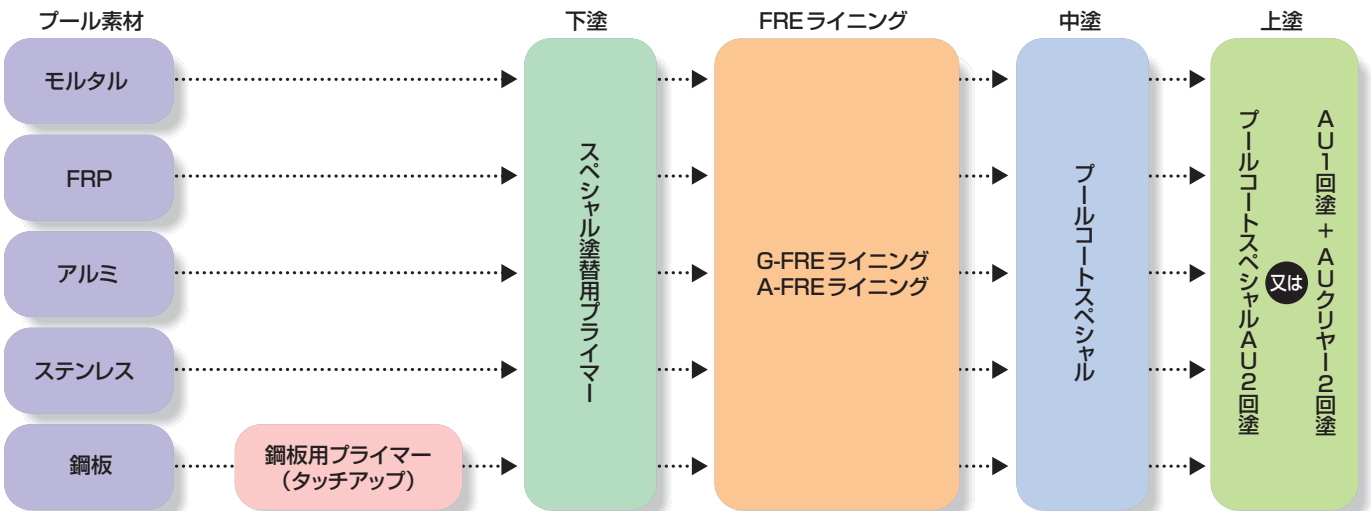 プール素材
下塗
FREライニング
中塗
上塗
モルタル
FRP
アルミ
ステンレス
鋼板
鋼板用プライマー
（タッチアップ）
スペシャル塗替用プライマー
G-FREライニング
A-FREライニング
プールコートスペシャル
AU1回塗 + AUクリヤー2回塗
又は
プールコートスペシャルAU2回塗